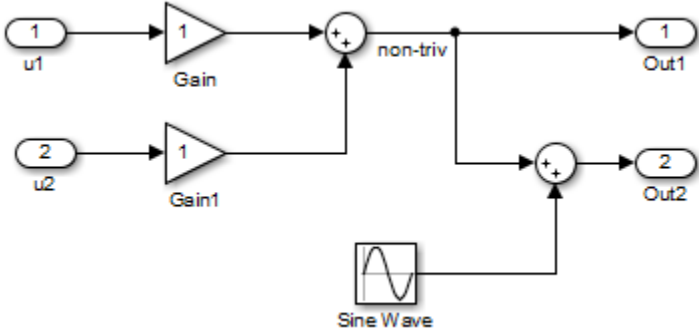 1
u1
1
Gain
++
non-triv
1
Out1
2
u2
1
Gain1
++
2
Out2
Sine Wave